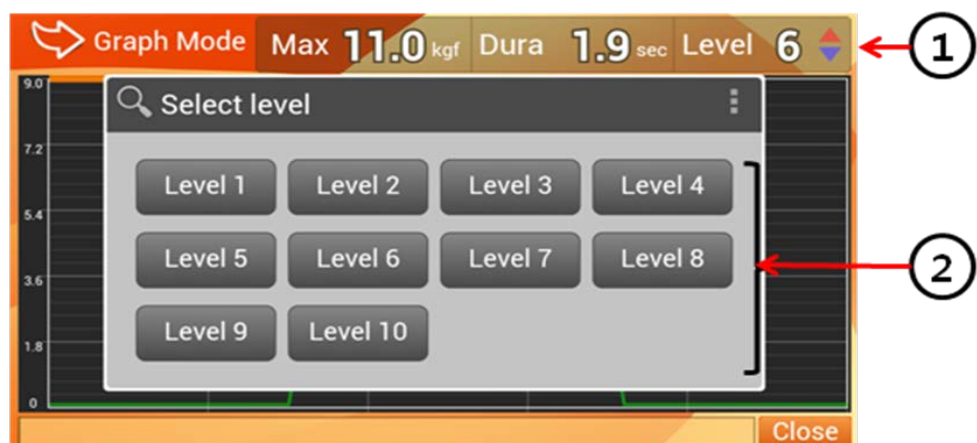 Graph Mode Max 11.0 kgf Dura 1.9 sec Level 6
1
9.0
Select level
7.2
Level 1 Level 2 Level 3 Level 4
5.4
Level 5 Level 6 Level 7 Level 8
2
3.6
Level 9 Level 10
1.8
0
Close